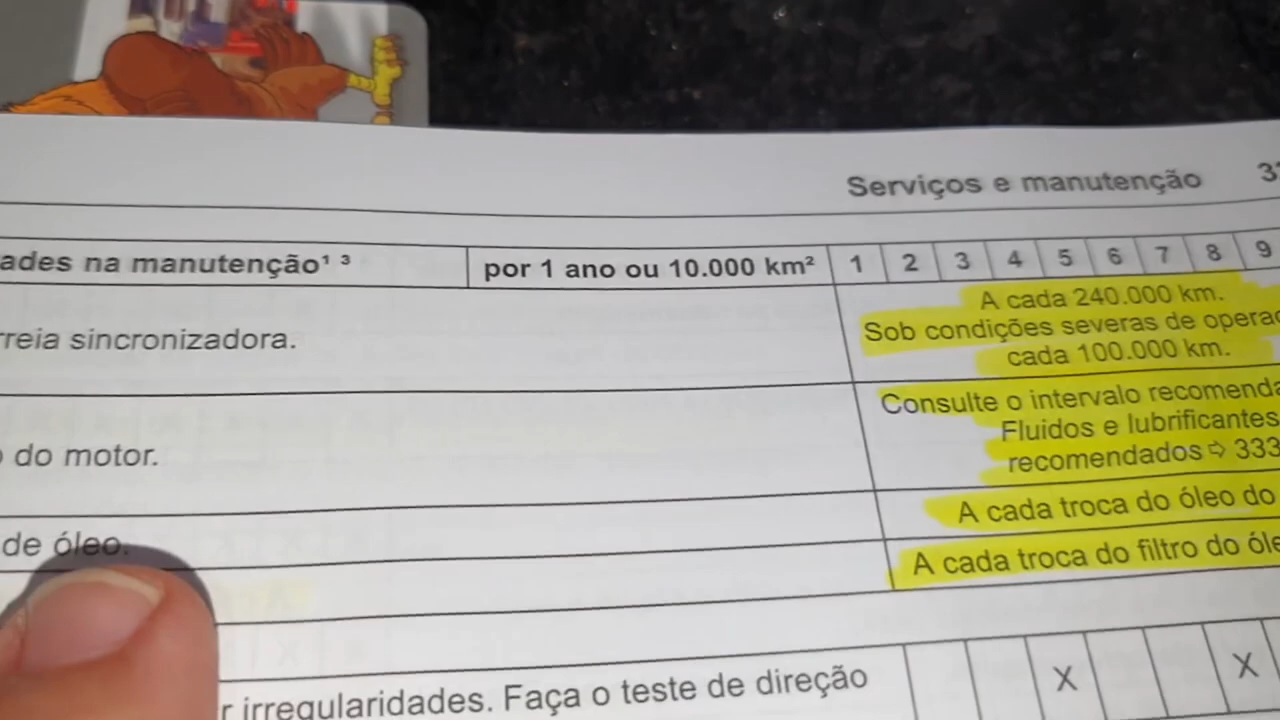 Serviços e manutenção
ades na manutenção¹ ³ por 1 ano ou 10.000 km² 1 2 3 4 5 6 7 8 9
A cada 240.000 km.
rreia sincronizadora. Sob condições severas de operaç
cada 100.000 km.
Consulte o intervalo recomenda
do motor. Fluidos e lubrificantes
recomendados ⇨ 333
A cada troca do óleo do
de óleo.
A cada troca do filtro do óle
r irregularidades. Faça o teste de direção X X